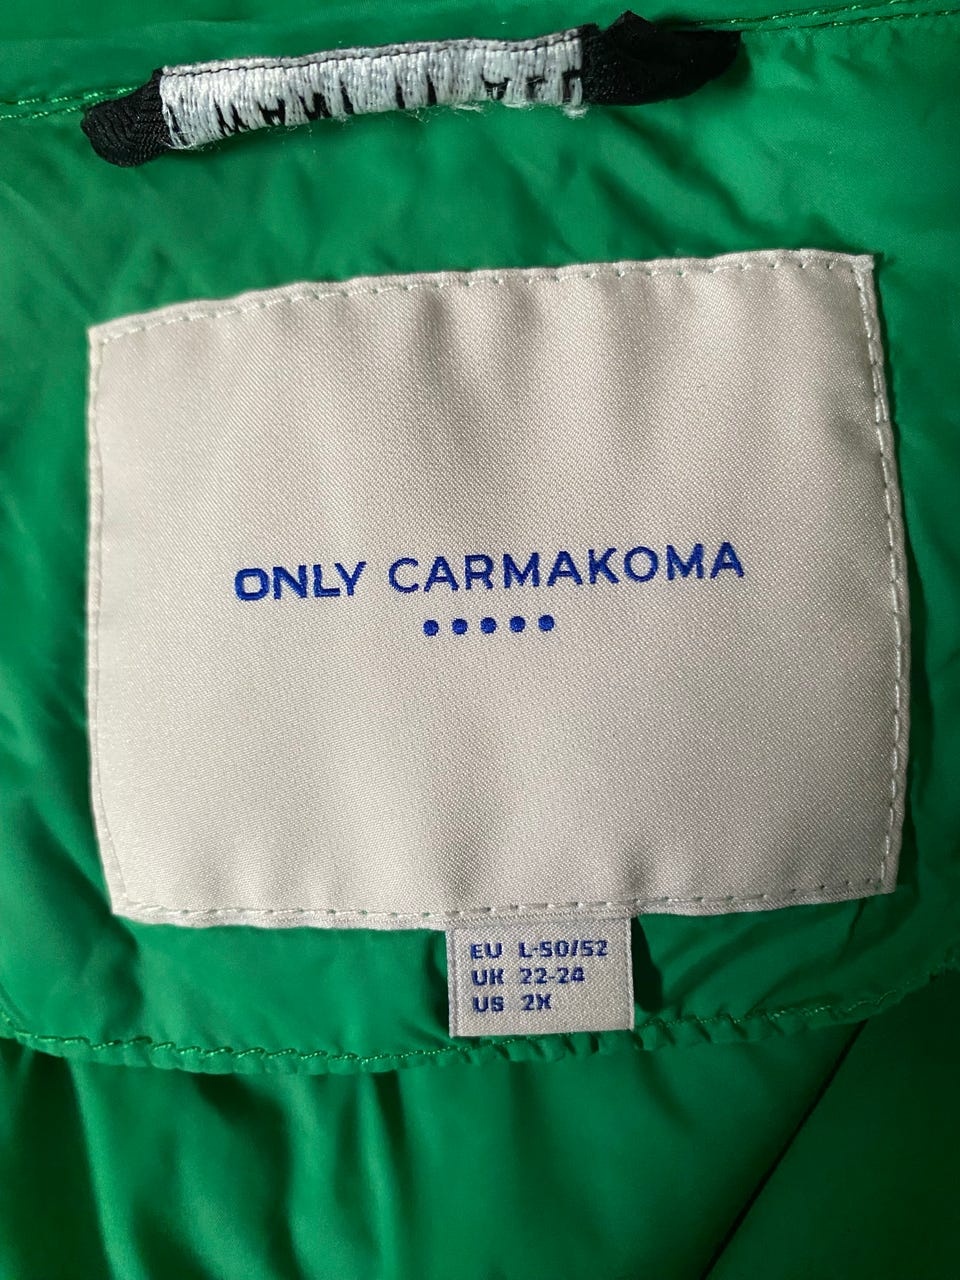 ONLY CARMAKOMA
EU L-50/52
UK 22-24
US 2X